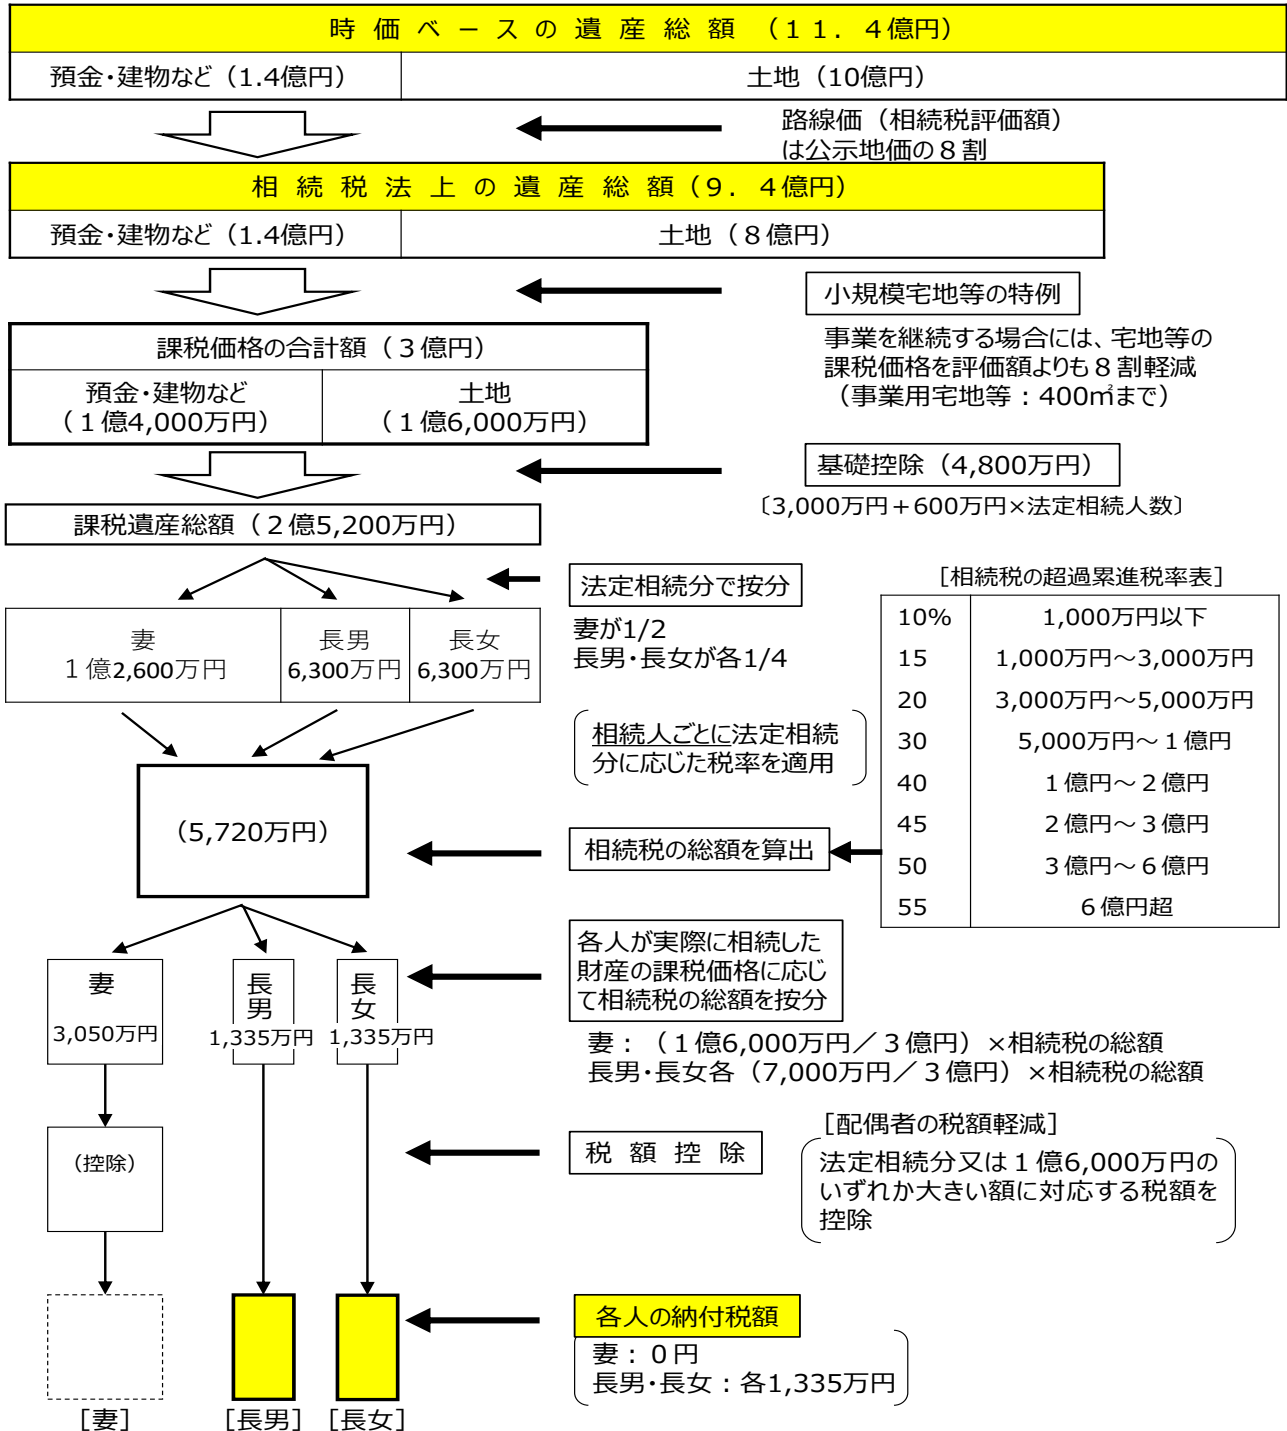 時価ベースの遺産総額（１１．４億円）
預金・建物など（1.4億円） 土地（10億円）
路線価（相続税評価額）
は公示地価の８割
相続税法上の遺産総額（９．４億円）
預金・建物など（1.4億円） 土地（８億円）
小規模宅地等の特例
事業を継続する場合には、宅地等の
課税価格を評価額よりも８割軽減
（事業用宅地等：400㎡まで）
課税価格の合計額（３億円）
預金・建物など
（１億4,000万円）
土地
（１億6,000万円）
基礎控除（4,800万円）
〔3,000万円＋600万円×法定相続人数〕
課税遺産総額（２億5,200万円）
法定相続分で按分
妻が1/2
長男・長女が各1/4
妻
１億2,600万円
長男
6,300万円
長女
6,300万円
相続人ごとに法定相続
分に応じた税率を適用
［相続税の超過累進税率表］
10% 1,000万円以下
15 1,000万円～3,000万円
20 3,000万円～5,000万円
30 5,000万円～１億円
40 １億円～２億円
45 ２億円～３億円
50 ３億円～６億円
55 ６億円超
（5,720万円）
相続税の総額を算出
各人が実際に相続した
財産の課税価格に応じ
て相続税の総額を按分
妻：（１億6,000万円／３億円）×相続税の総額
長男・長女各（7,000万円／３億円）×相続税の総額
妻
3,050万円
長男
1,335万円
長女
1,335万円
税額控除
［配偶者の税額軽減］
法定相続分又は１億6,000万円の
いずれか大きい額に対応する税額を
控除
（控除）
各人の納付税額
妻：０円
長男・長女：各1,335万円
［妻］ ［長男］ ［長女］